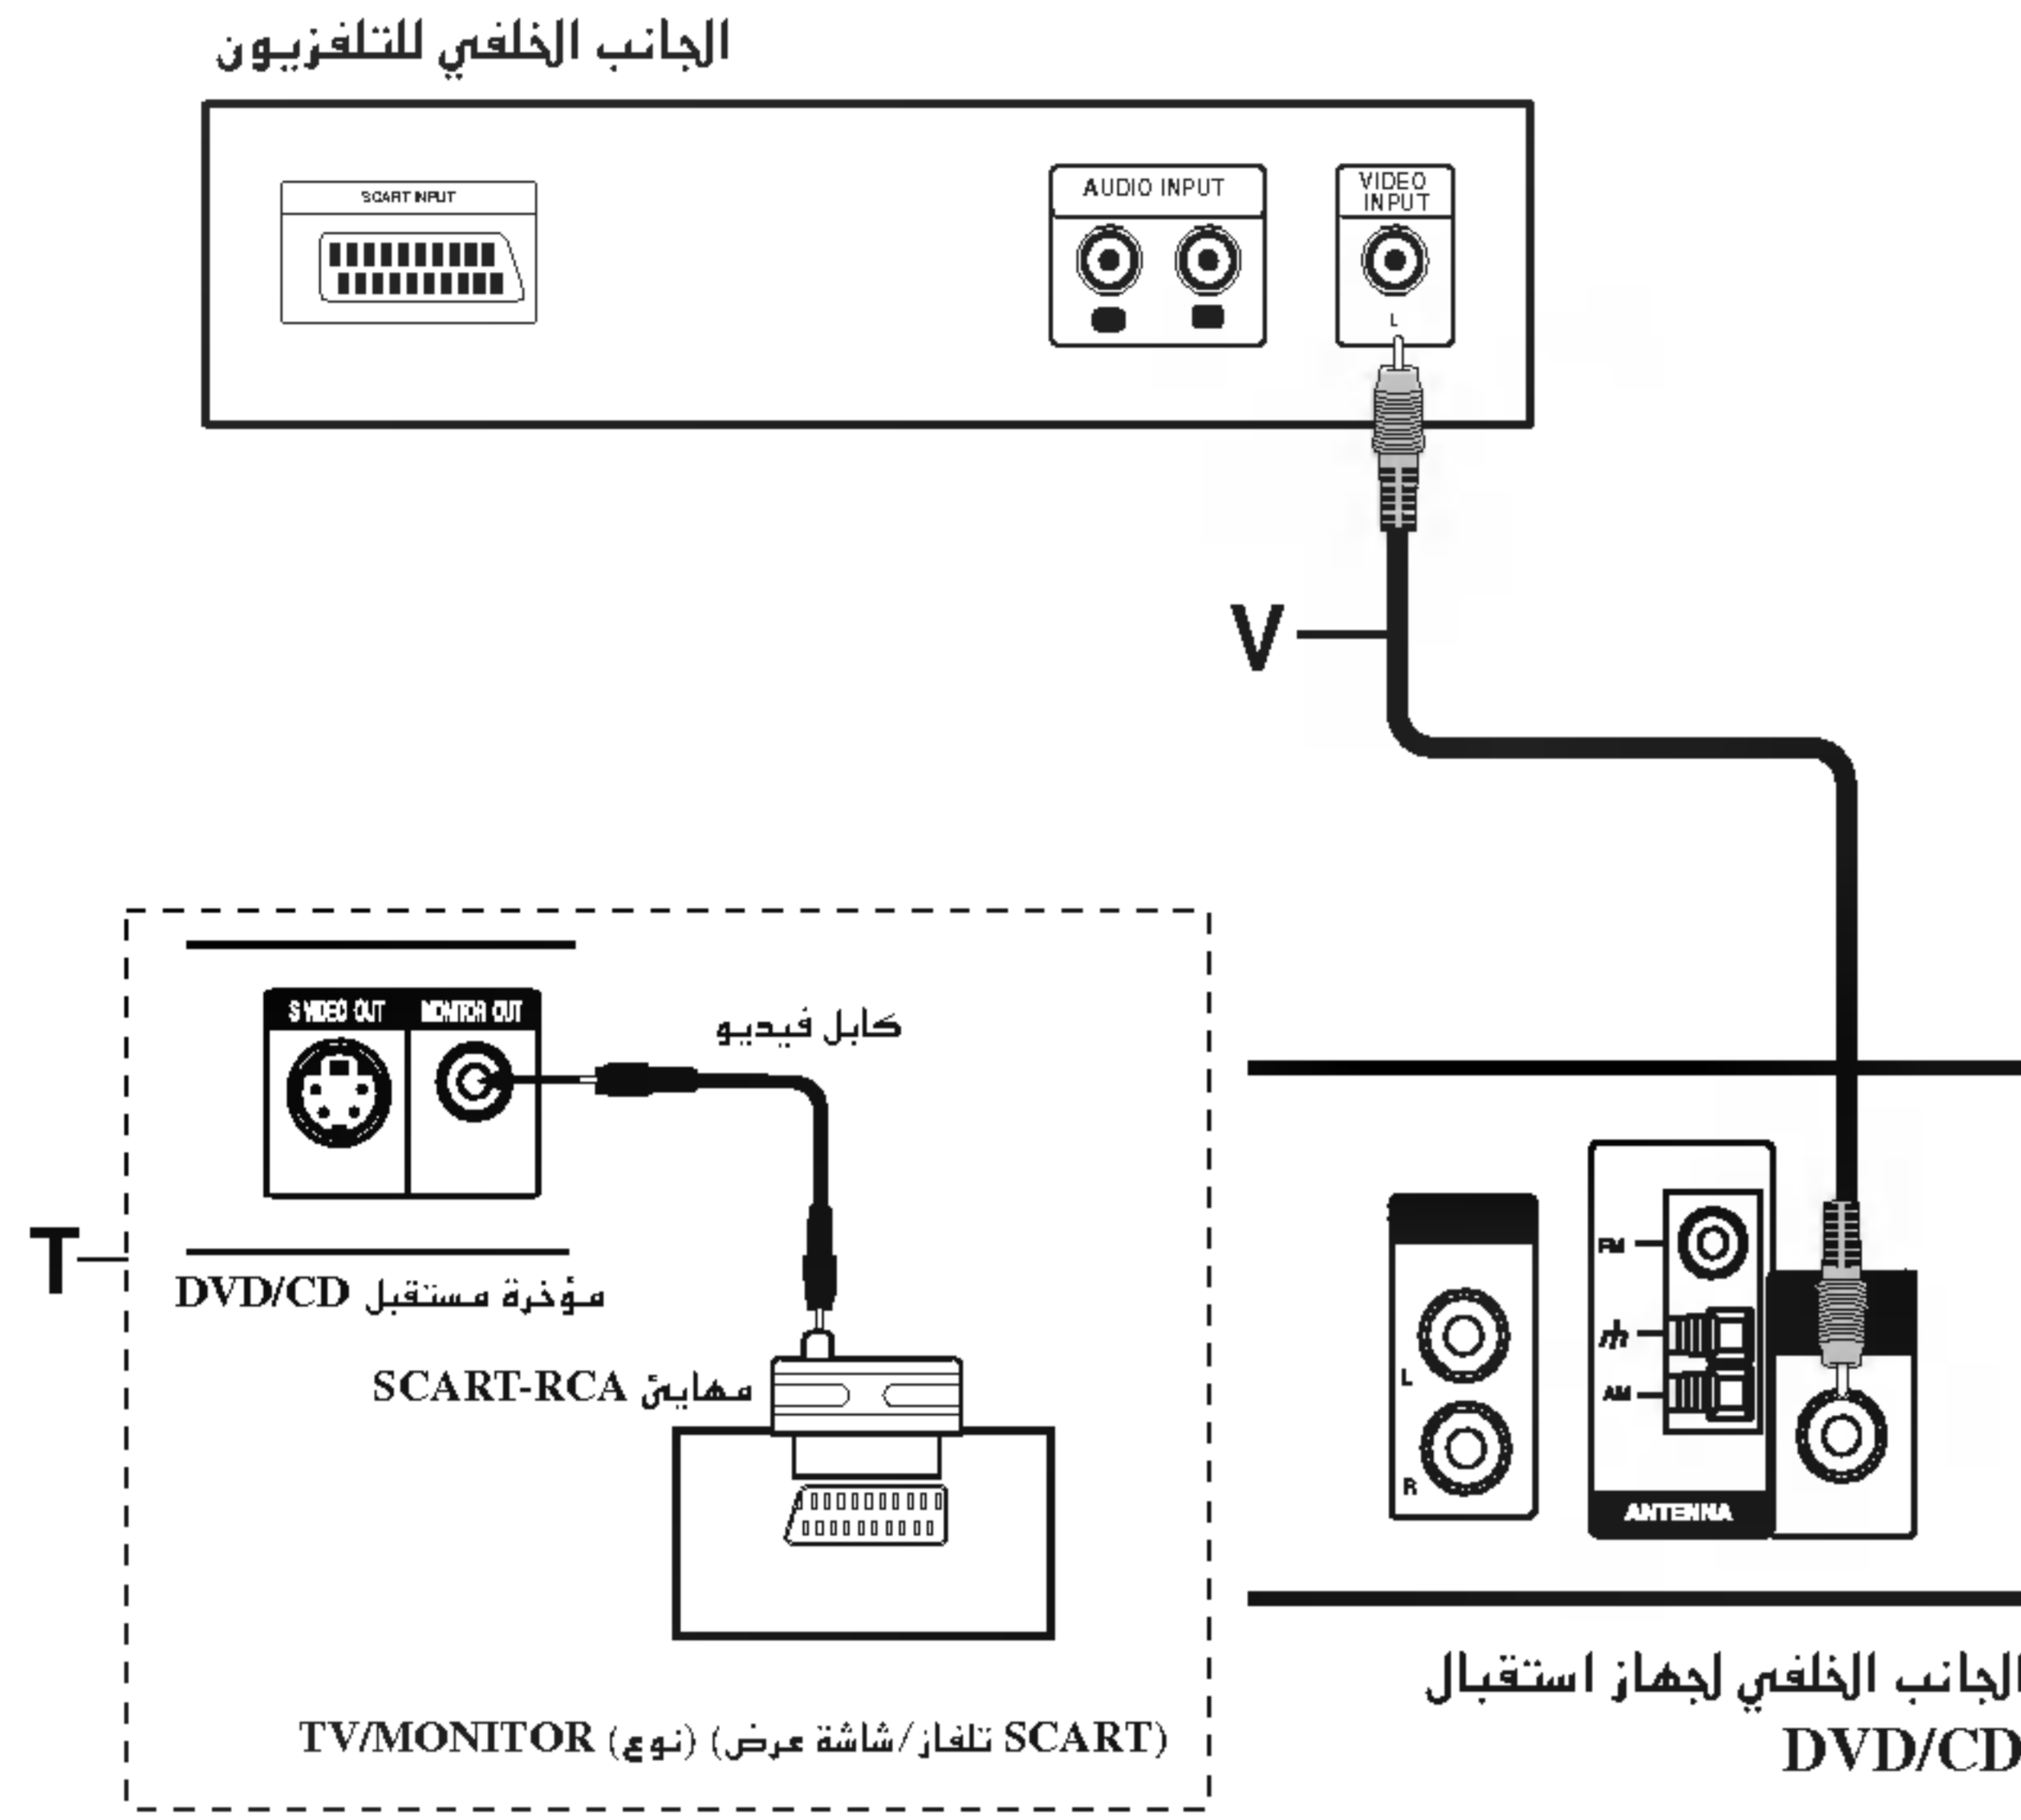 الجانب الخلفي للتلفزيون
SCART INPUT
AUDIO INPUT
VIDEO
INPUT
L
V
S VIDEO OUT
MONITOR OUT
كابل فيديو
T
مؤخرة مستقبل DVD/CD
مهايئ SCART-RCA
TV/MONITOR (نوع) (تلفاز/شاشة عرض SCART)
FM
AM
L
R
ANTENNA
الجانب الخلفي لجهاز استقبال
DVD/CD